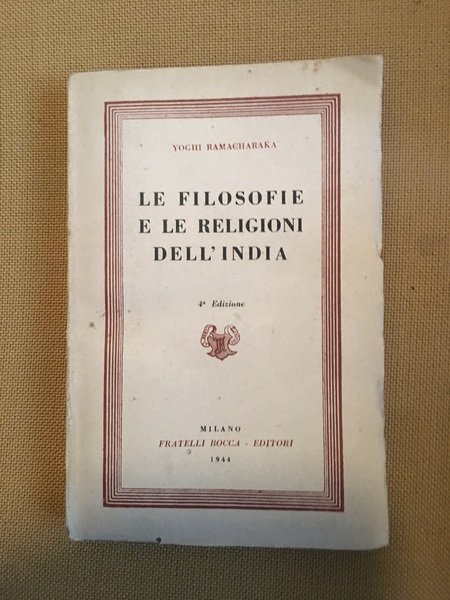 YOGHI RAMACHARAKA
LE FILOSOFIE
E LE RELIGIONI
DELL'INDIA
4ª Edizione
MILANO
FRATELLI BOCCA - EDITORI
1944